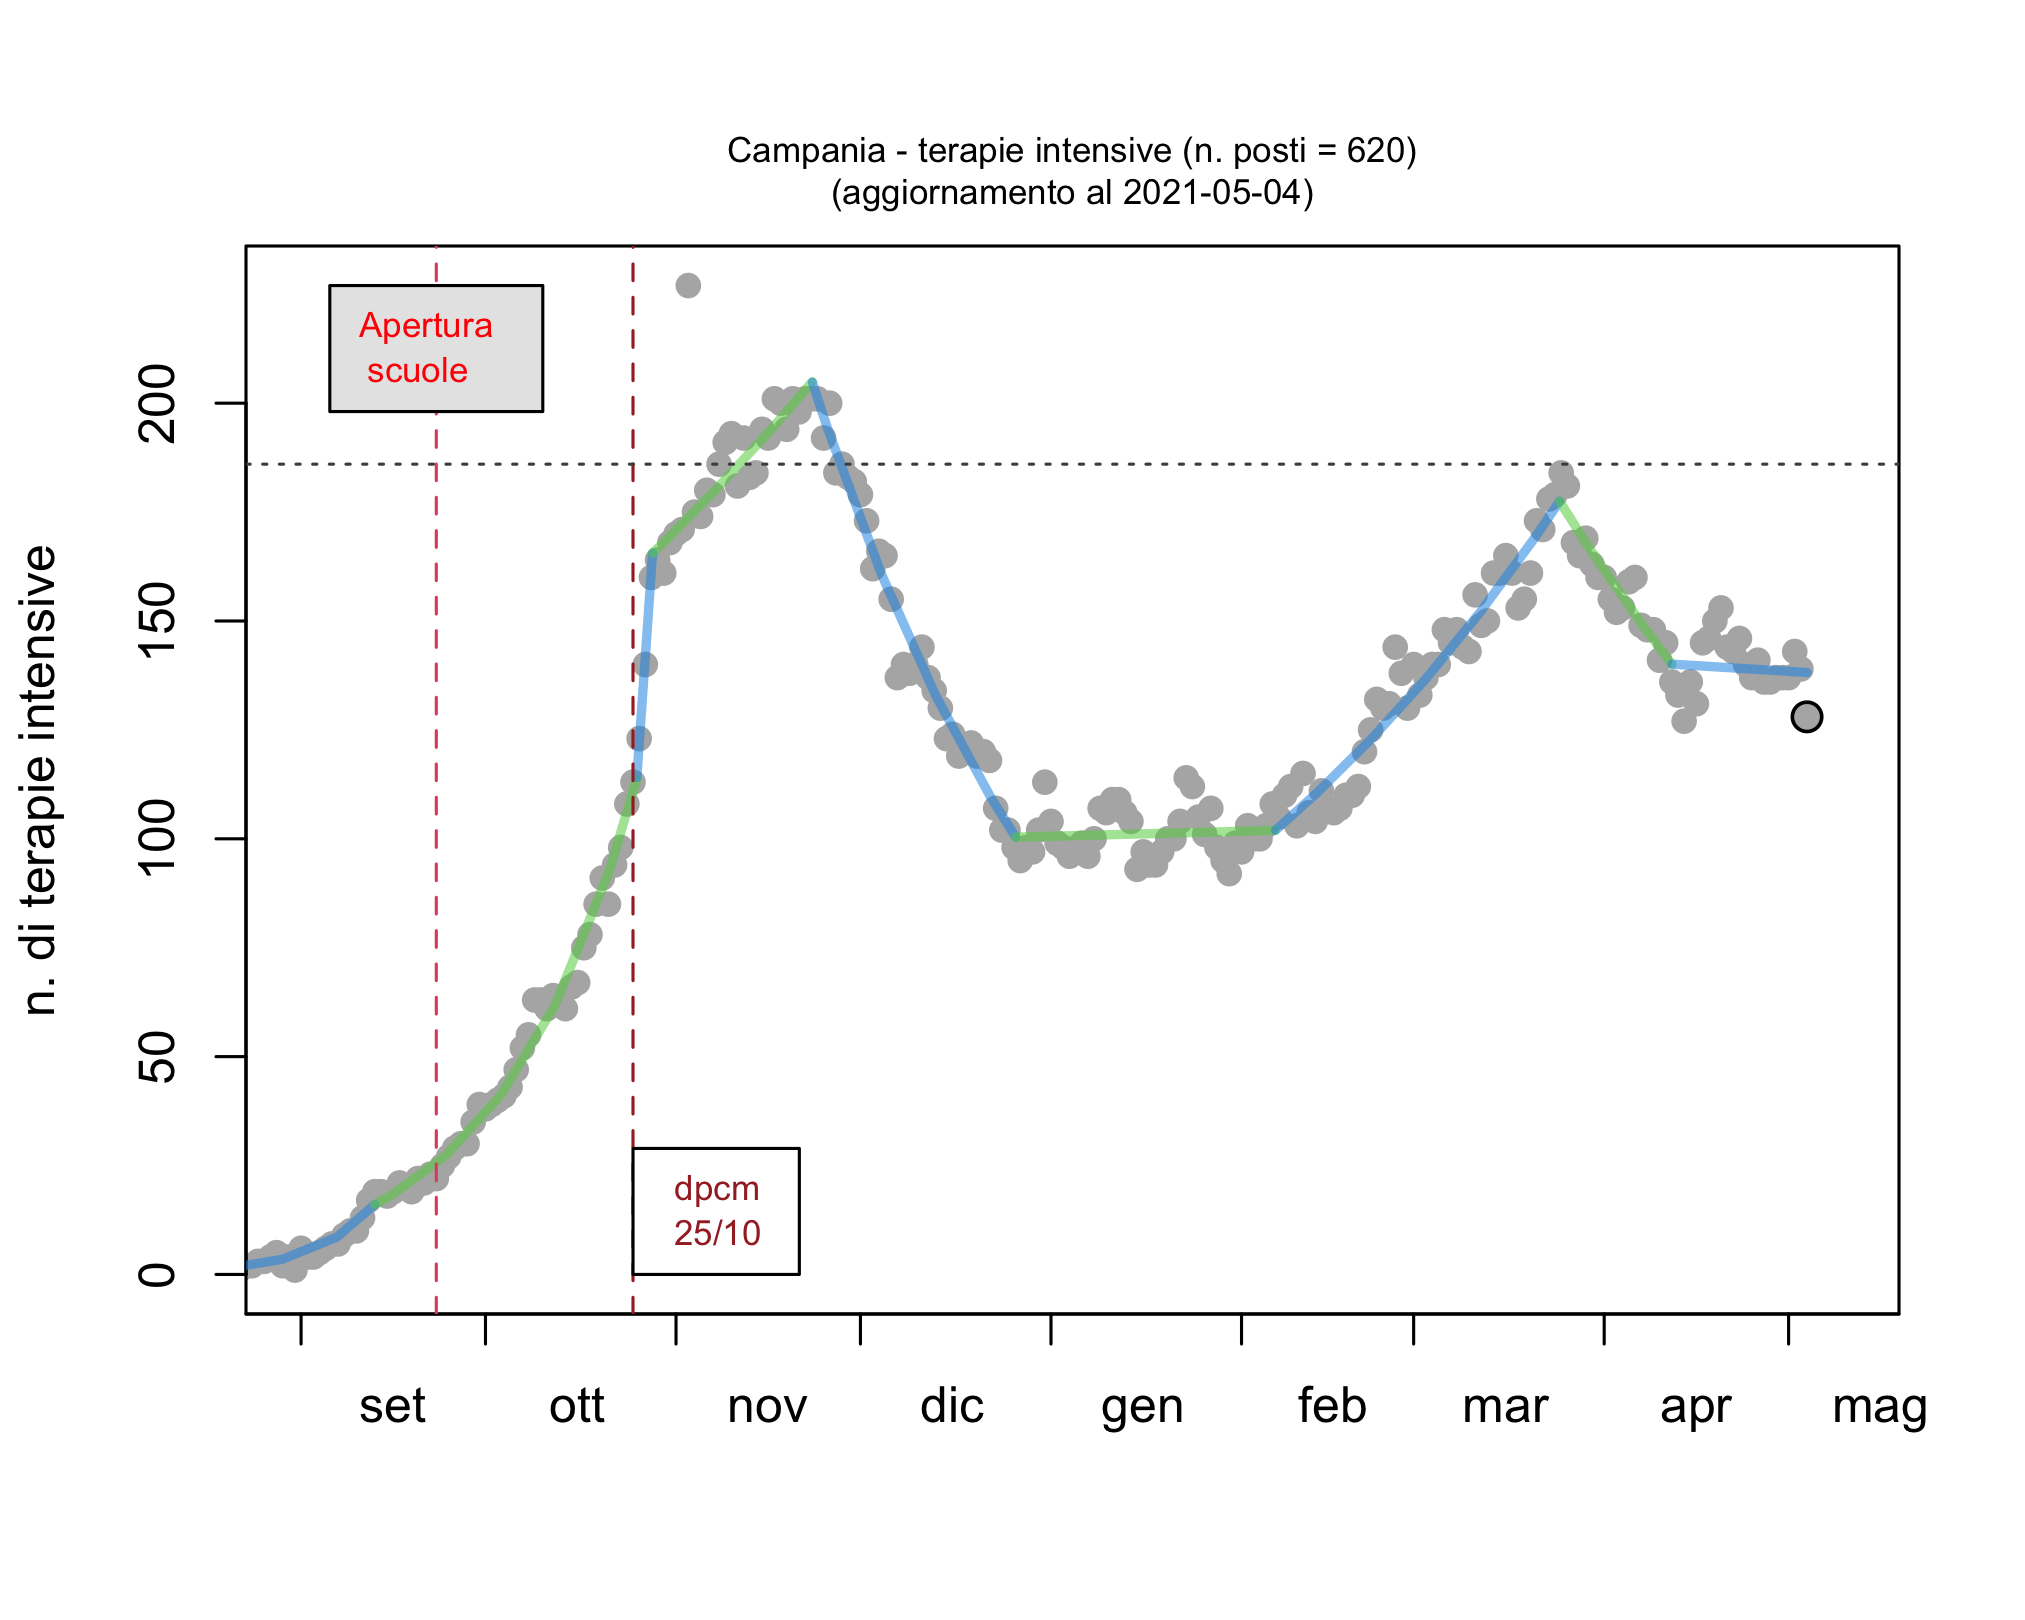 Campania - terapie intensive (n. posti = 620)
(aggiornamento al 2021-05-04)
Apertura
scuole
n. di terapie intensive
200
150
100
50
0
dpcm
25/10
set ott nov dic gen feb mar apr mag